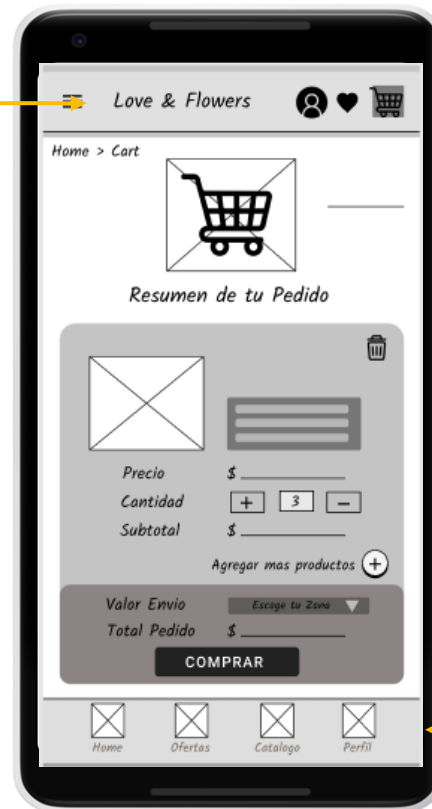 Love & Flowers
Home > Cart
Resumen de tu Pedido
Precio $
Cantidad + 3 −
Subtotal $
Agregar mas productos +
Valor Envio Escoge tu Zona
Total Pedido $
COMPRAR
Home Ofertas Catalogo Perfil